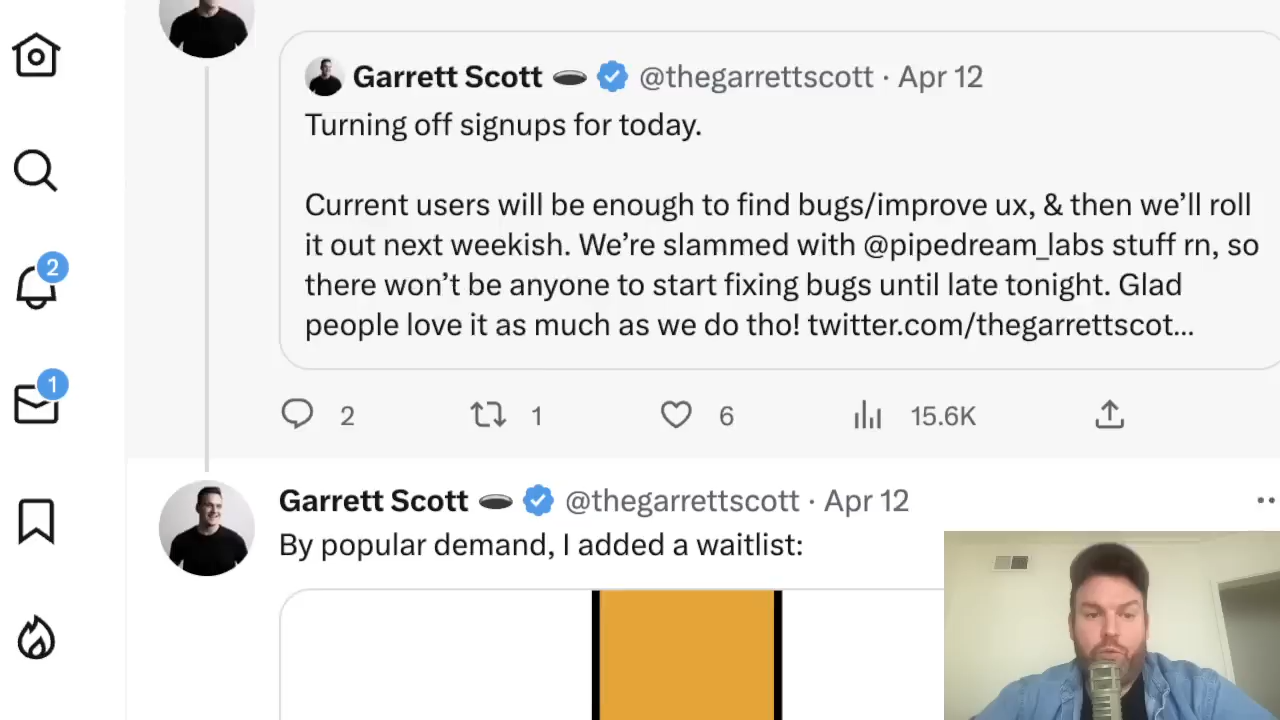 Garrett Scott @thegarrettscott · Apr 12
Turning off signups for today.
Current users will be enough to find bugs/improve ux, & then we’ll roll
it out next weekish. We’re slammed with @pipedream_labs stuff rn, so
there won’t be anyone to start fixing bugs until late tonight. Glad
people love it as much as we do tho! twitter.com/thegarrettscot...
2
1
6
15.6K
2
1
Garrett Scott @thegarrettscott · Apr 12
By popular demand, I added a waitlist: